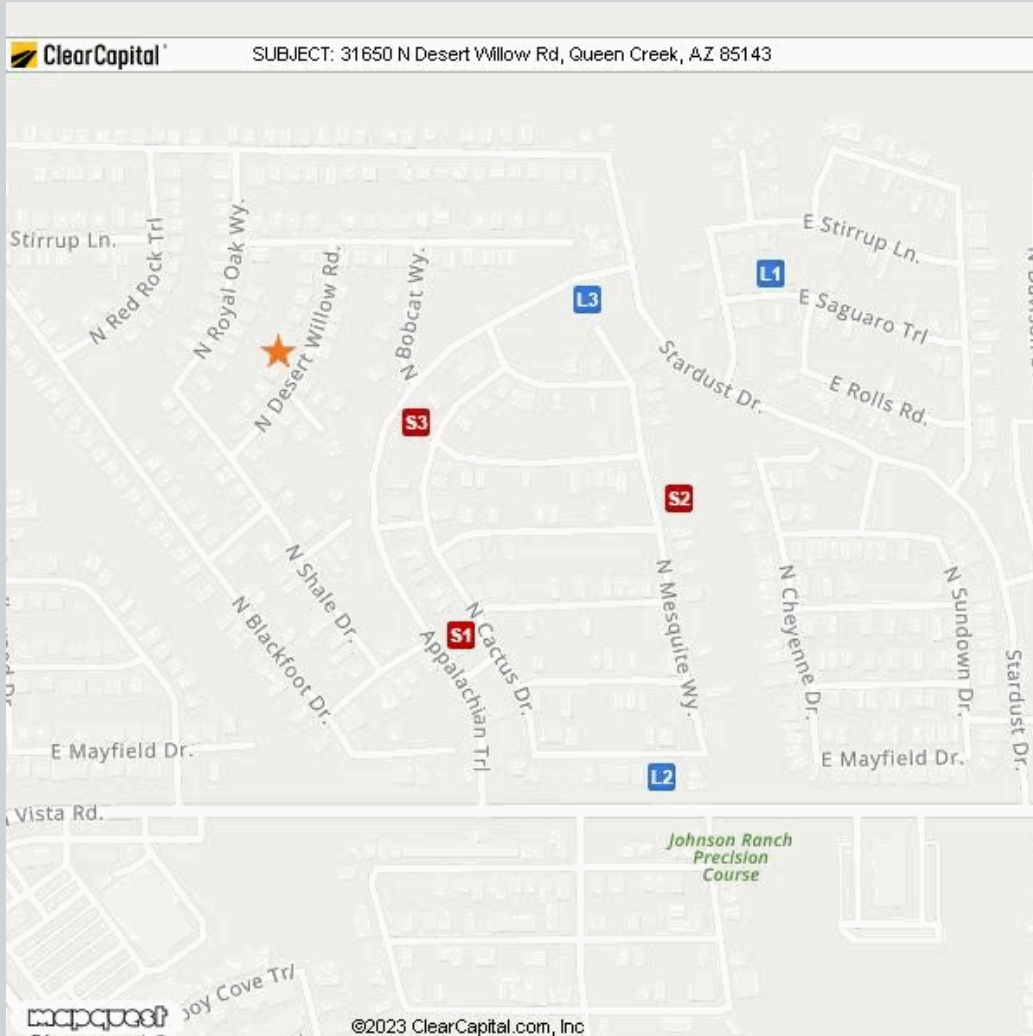 ClearCapital
SUBJECT: 31650 N Desert Willow Rd, Queen Creek, AZ 85143
Stirrup Ln.
N Red Rock Trl
N Royal Oak Wy.
N Desert Willow Rd.
N Bobcat Wy.
L3
L1
E Stirrup Ln.
E Saguaro Trl
Stardust Dr.
E Rolls Rd.
S3
S2
N Shale Dr.
N Blackfoot Dr.
S1
N Cactus Dr.
Appalachian Trl
N Mesquite Wy.
N Cheyenne Dr.
N Sundown Dr.
Stardust Dr.
E Mayfield Dr.
L2
E Mayfield Dr.
Vista Rd.
Johnson Ranch
Precision
Course
Cove Trl
mapquest
©2023 ClearCapital.com, Inc